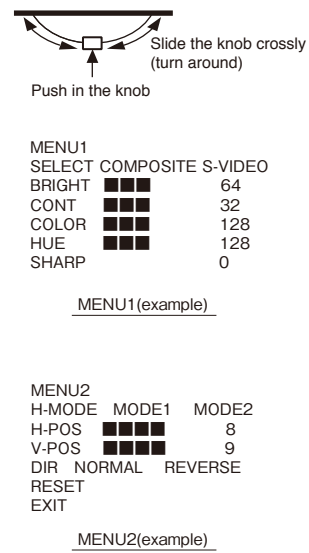 Slide the knob crossly
(turn around)
Push in the knob
MENU1
SELECT COMPOSITE S-VIDEO
BRIGHT ■■■ 64
CONT ■■■ 32
COLOR ■■■ 128
HUE ■■■ 128
SHARP 0
MENU1(example)
MENU2
H-MODE MODE1 MODE2
H-POS ■■■■ 8
V-POS ■■■■ 9
DIR NORMAL REVERSE
RESET
EXIT
MENU2(example)